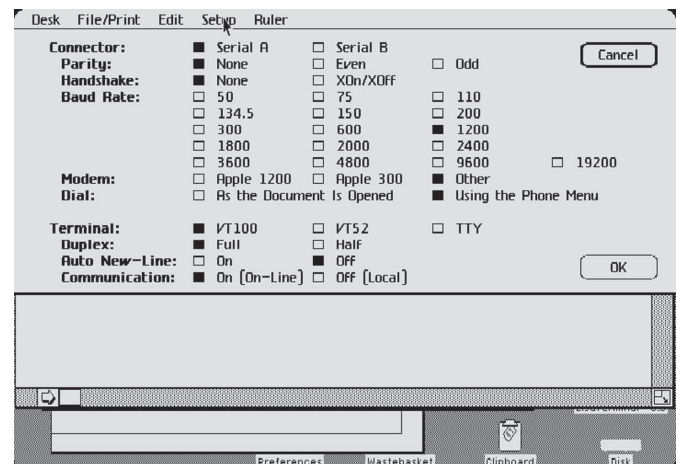 Desk File/Print Edit Setup Ruler
Connector: Serial A Serial B
Cancel
Parity: None Even Odd
Handshake: None XOn/XOff
Baud Rate: 50 75 110
134.5 150 200
300 600 1200
1800 2000 2400
3600 4800 9600 19200
Modem: Apple 1200 Apple 300 Other
Dial: As the Document Is Opened Using the Phone Menu
Terminal: VT100 VT52 TTY
Duplex: Full Half
Auto New-Line: On Off
OK
Communication: On (On-Line) Off (Local)
Preferences Wastebasket Clipboard Disk